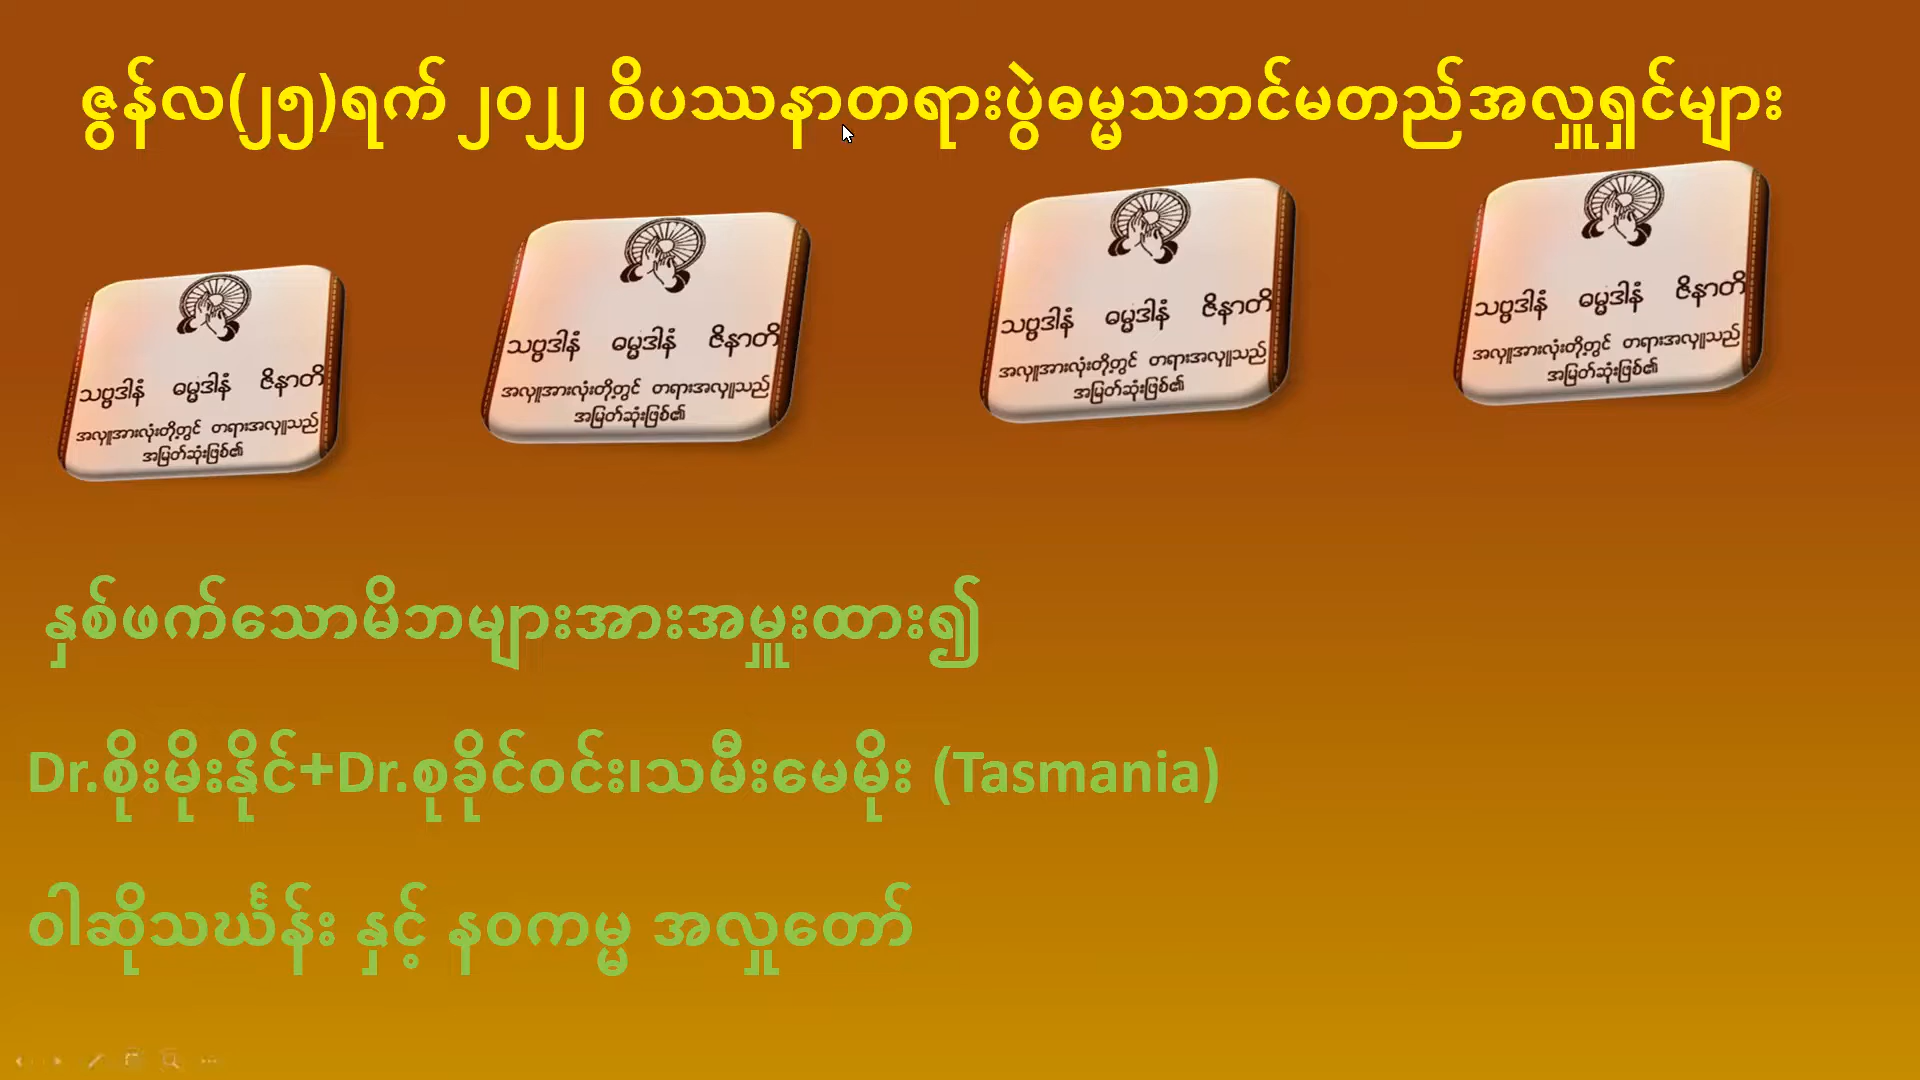 ဇွန်လ(၂၅)ရက် ၂၀၂၂ ဝိပဿနာတရားပွဲဓမ္မသဘင်မတည်အလှူရှင်များ
သဗ္ဗဒါနံ ဓမ္မဒါနံ ဇိနာတိ
အလှူအားလုံးတို့တွင် တရားအလှူသည်
အမြတ်ဆုံးဖြစ်၏
သဗ္ဗဒါနံ ဓမ္မဒါနံ ဇိနာတိ
အလှူအားလုံးတို့တွင် တရားအလှူသည်
အမြတ်ဆုံးဖြစ်၏
သဗ္ဗဒါနံ ဓမ္မဒါနံ ဇိနာတိ
အလှူအားလုံးတို့တွင် တရားအလှူသည်
အမြတ်ဆုံးဖြစ်၏
သဗ္ဗဒါနံ ဓမ္မဒါနံ ဇိနာတိ
အလှူအားလုံးတို့တွင် တရားအလှူသည်
အမြတ်ဆုံးဖြစ်၏
နှစ်ဖက်သောမိဘများအားအမှူးထား၍
Dr.စိုးမိုးနိုင်+Dr.စုခိုင်ဝင်း၊သမီးမေမိုး (Tasmania)
ဝါဆိုသင်္ဃန်း နှင့် နဝကမ္မ အလှုတော်